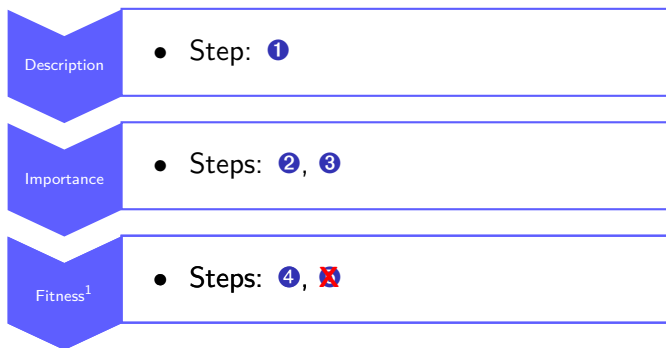 Description
• Step: ❶
Importance
• Steps: ❷, ❸
Fitness¹
• Steps: ❹,